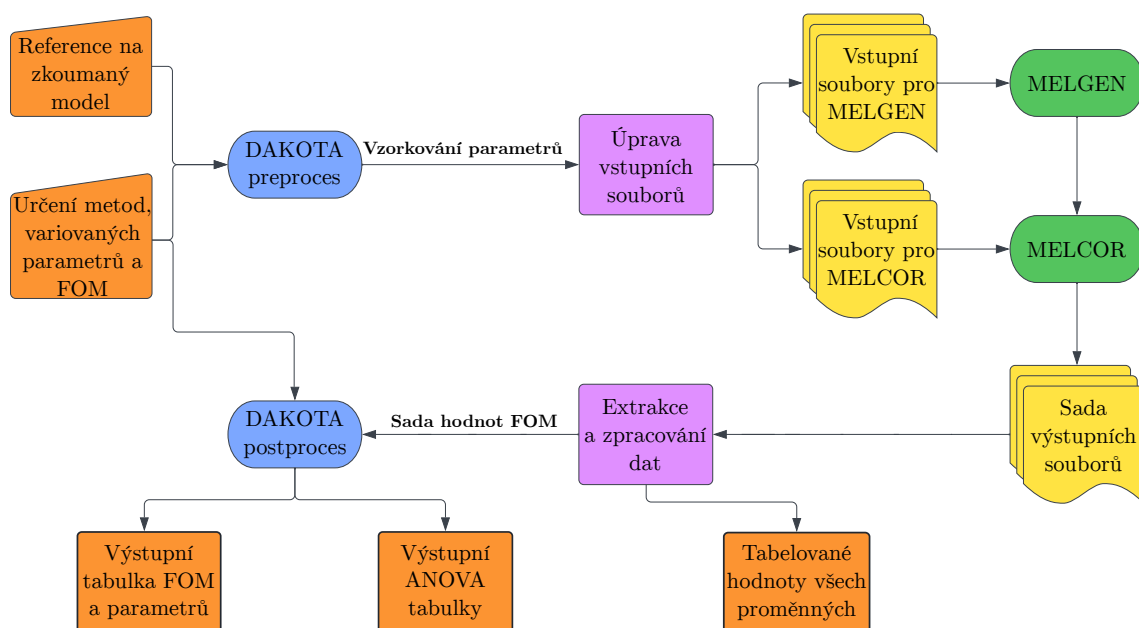 Reference na
zkoumaný
model
Určení metod,
variovaných
parametrů a
FOM
DAKOTA
preproces
Vzorkování parametrů
Úprava
vstupních
souborů
Vstupní
soubory pro
MELGEN
MELGEN
Vstupní
soubory pro
MELCOR
MELCOR
Sada
výstupních
souborů
Extrakce
a zpracování
dat
Sada hodnot FOM
DAKOTA
postproces
Výstupní
tabulka FOM
a parametrů
Výstupní
ANOVA
tabulky
Tabelované
hodnoty všech
proměnných